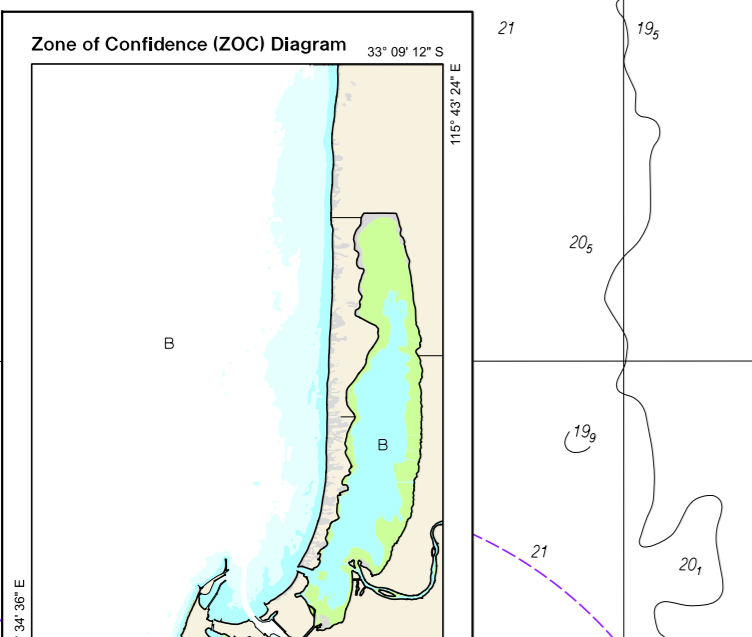 Zone of Confidence (ZOC) Diagram
33° 09' 12" S
115° 43' 24" E
B
B
34' 36" E
21
19₅
20₅
19₉
21
20₁